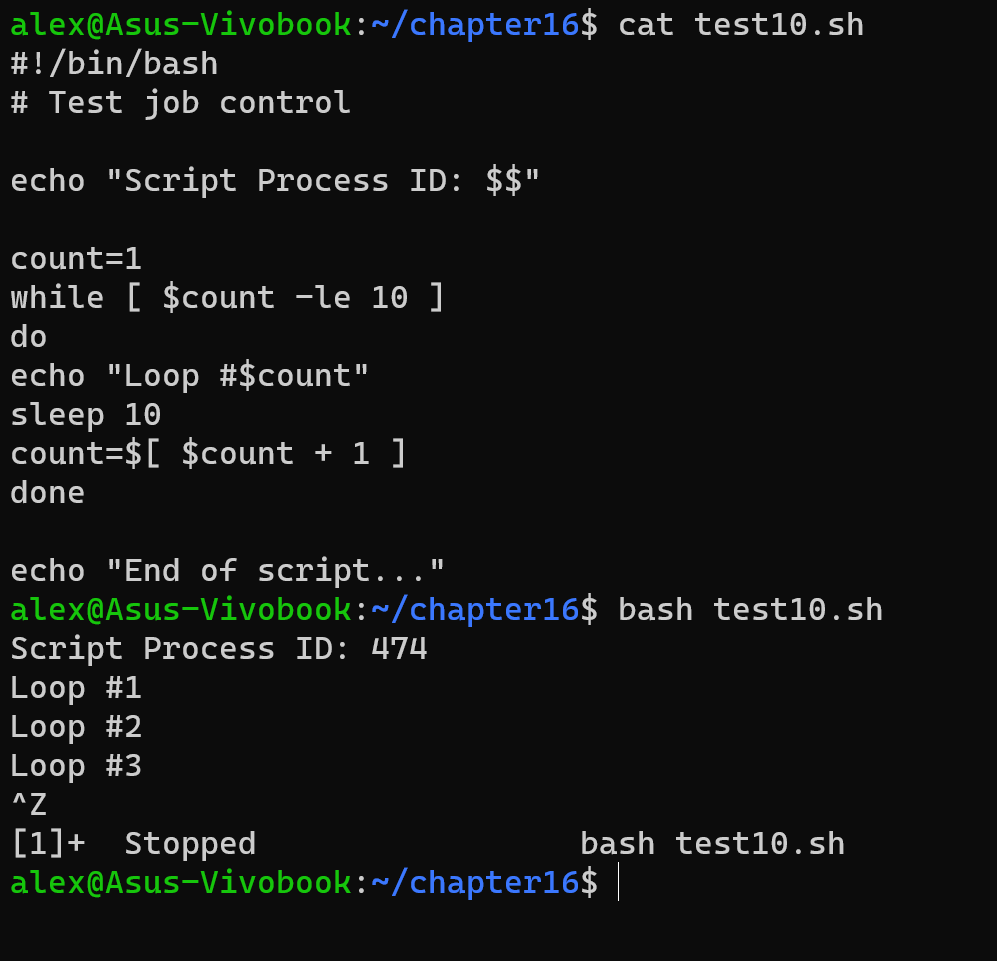 alex@Asus-Vivobook:~/chapter16$ cat test10.sh
#!/bin/bash
# Test job control

echo "Script Process ID: $$"

count=1
while [ $count -le 10 ]
do
echo "Loop #$count"
sleep 10
count=$[ $count + 1 ]
done

echo "End of script..."
alex@Asus-Vivobook:~/chapter16$ bash test10.sh
Script Process ID: 474
Loop #1
Loop #2
Loop #3
^Z
[1]+  Stopped                 bash test10.sh
alex@Asus-Vivobook:~/chapter16$